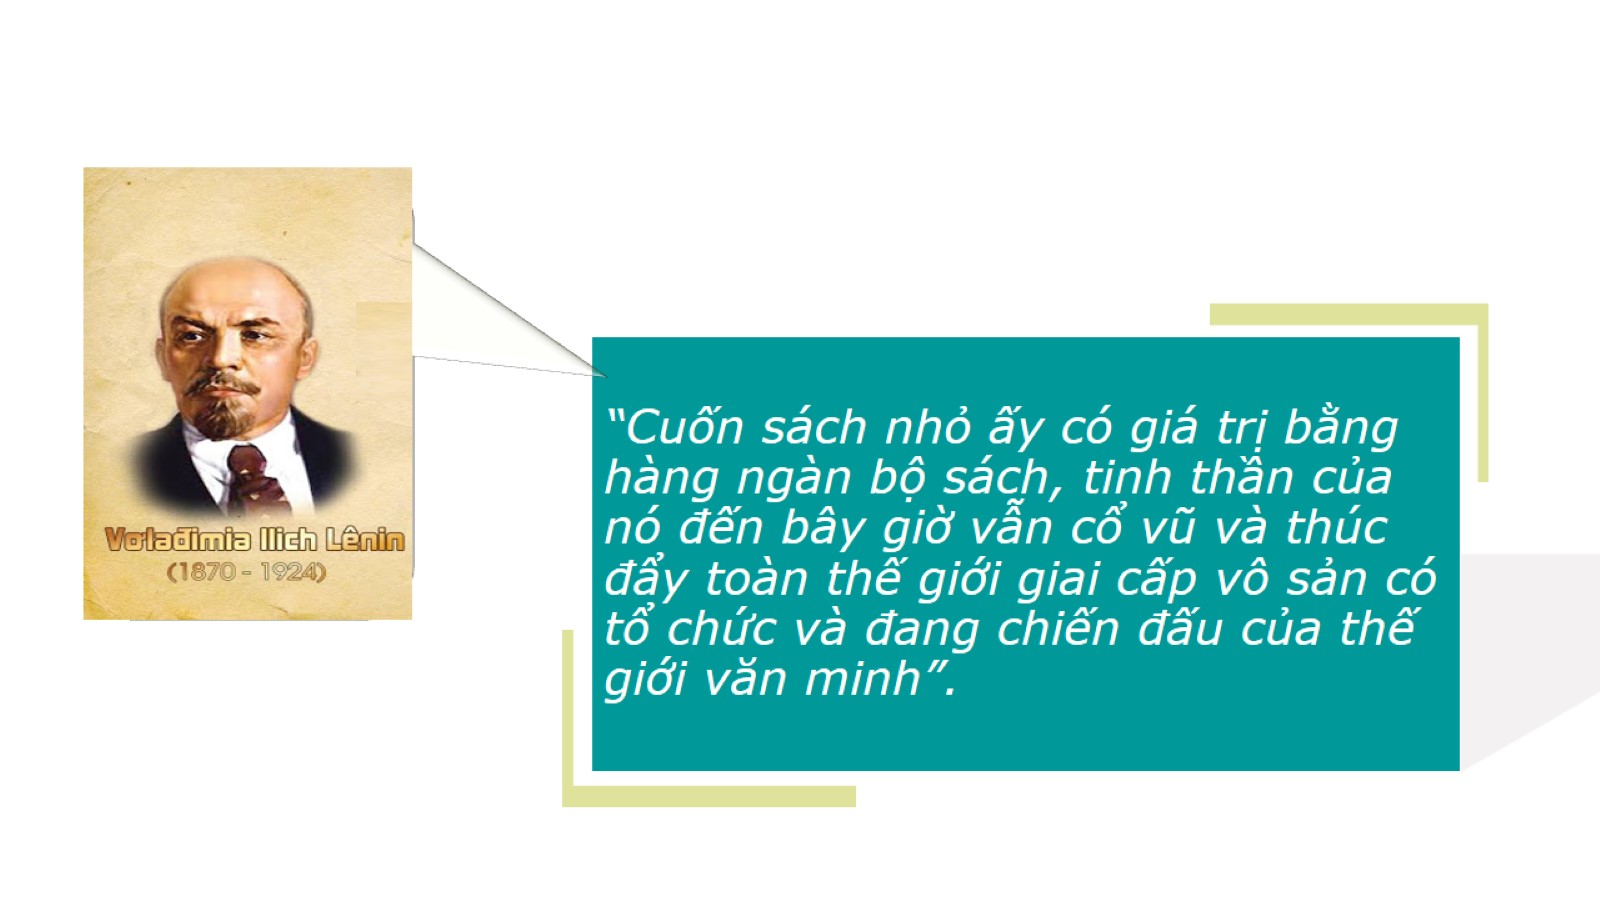 Vơlađimia Ilich Lênin
(1870 - 1924)
“Cuốn sách nhỏ ấy có giá trị bằng
hàng ngàn bộ sách, tinh thần của
nó đến bây giờ vẫn cổ vũ và thúc
đẩy toàn thế giới giai cấp vô sản có
tổ chức và đang chiến đấu của thế
giới văn minh”.